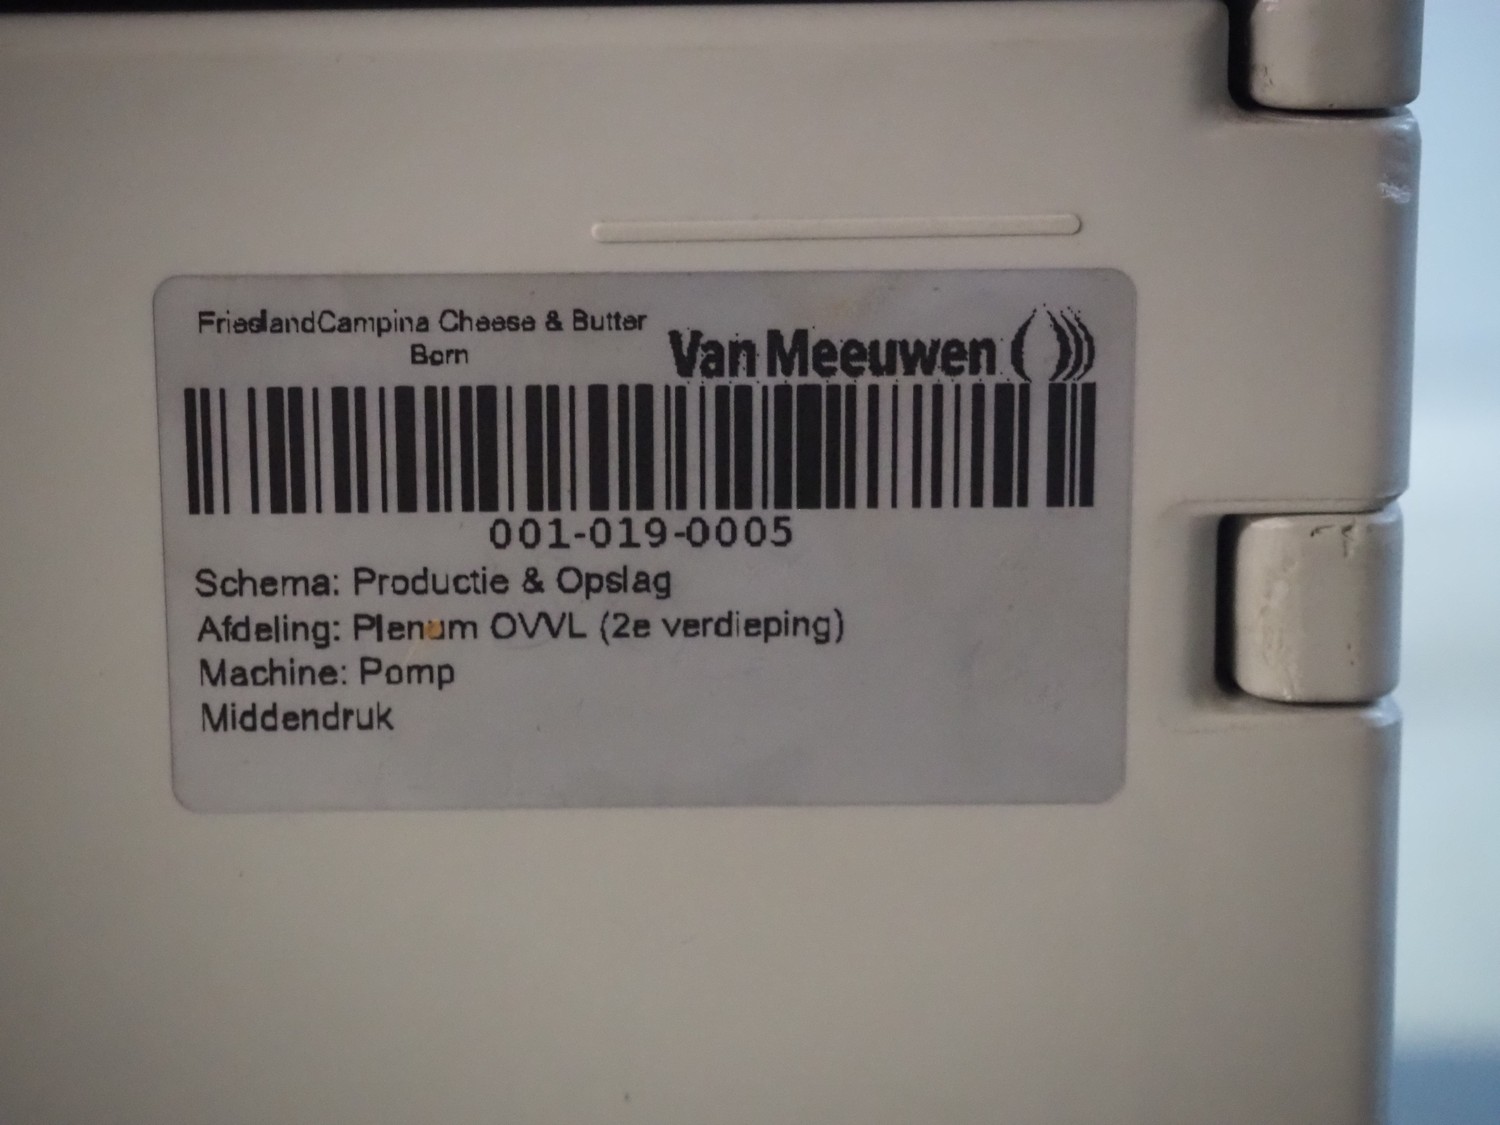 FrieslandCampina Cheese & Butter
Born
Van Meeuwen
001-019-0005
Schema: Productie & Opslag
Afdeling: Plenum OVVL (2e verdieping)
Machine: Pomp
Middendruk